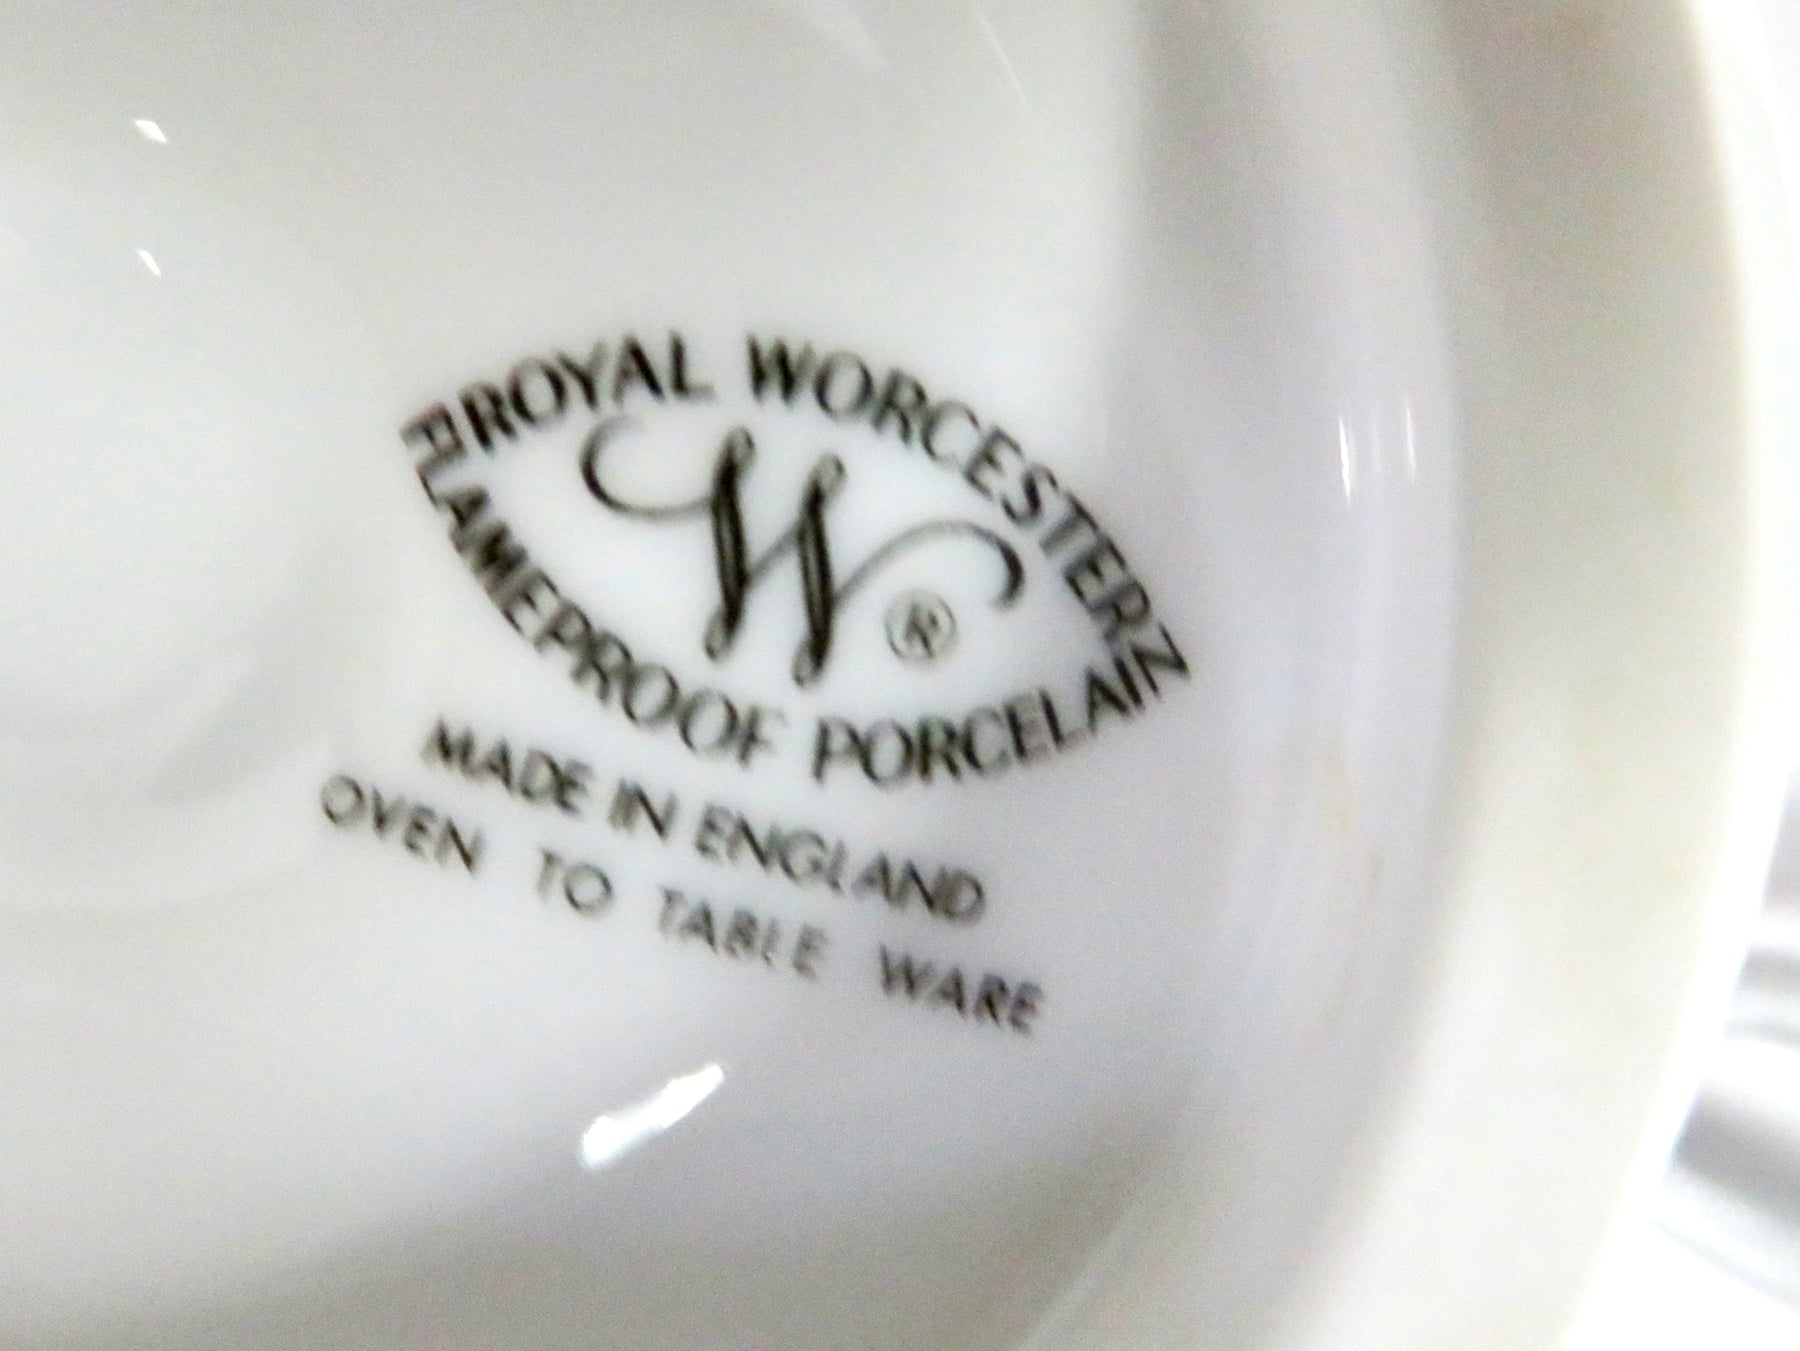 ROYAL WORCESTER
W ®
FLAMEPROOF PORCELAIN
MADE IN ENGLAND
OVEN TO TABLE WARE